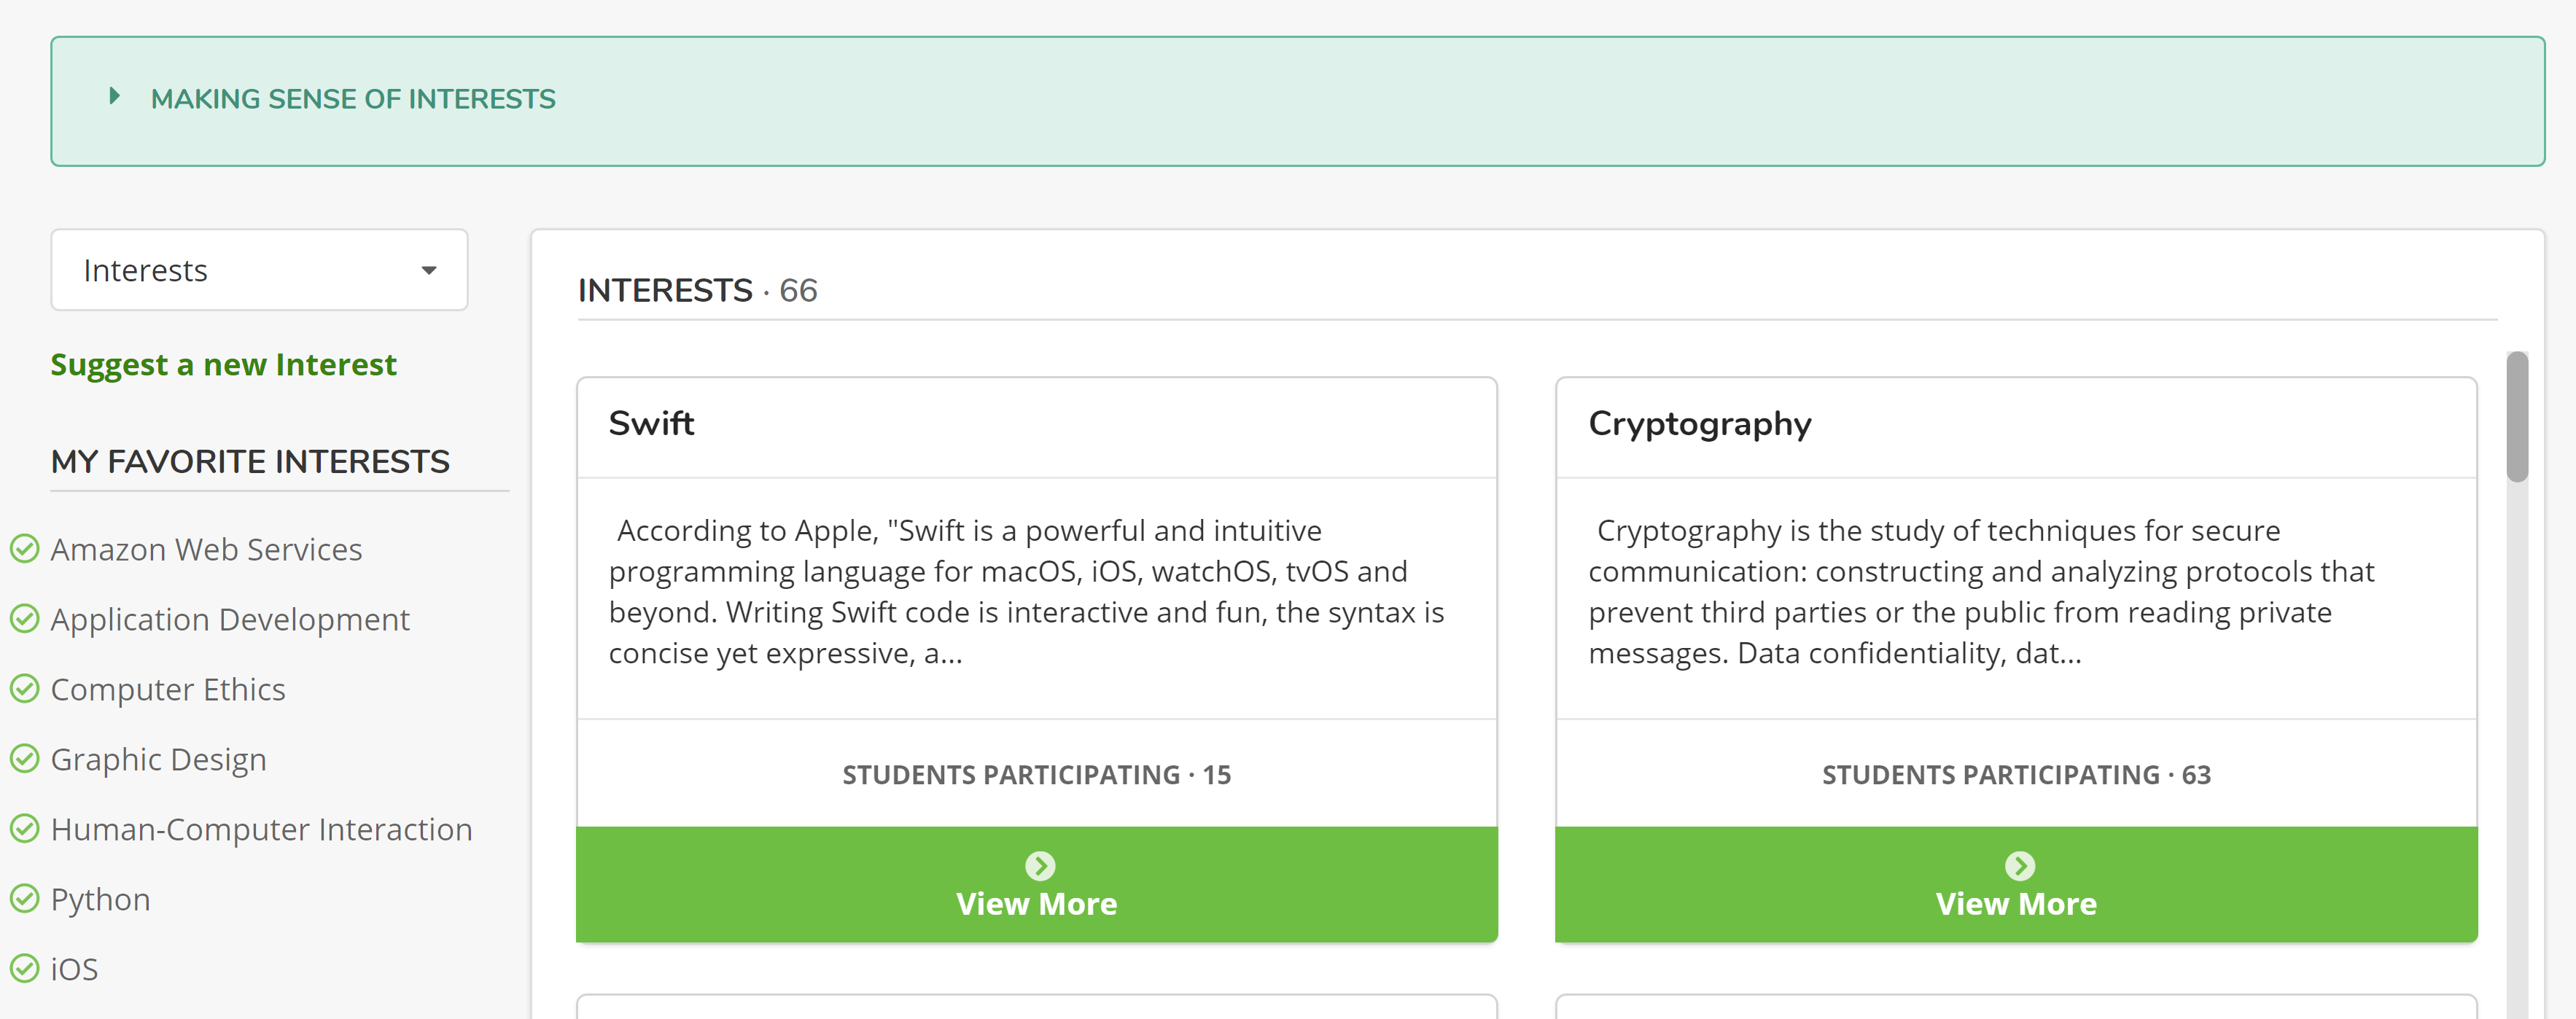 MAKING SENSE OF INTERESTS
Interests
Suggest a new Interest
MY FAVORITE INTERESTS
Amazon Web Services
Application Development
Computer Ethics
Graphic Design
Human-Computer Interaction
Python
iOS
INTERESTS · 66
Swift
According to Apple, "Swift is a powerful and intuitive
programming language for macOS, iOS, watchOS, tvOS and
beyond. Writing Swift code is interactive and fun, the syntax is
concise yet expressive, a...
STUDENTS PARTICIPATING · 15
View More
Cryptography
Cryptography is the study of techniques for secure
communication: constructing and analyzing protocols that
prevent third parties or the public from reading private
messages. Data confidentiality, dat...
STUDENTS PARTICIPATING · 63
View More